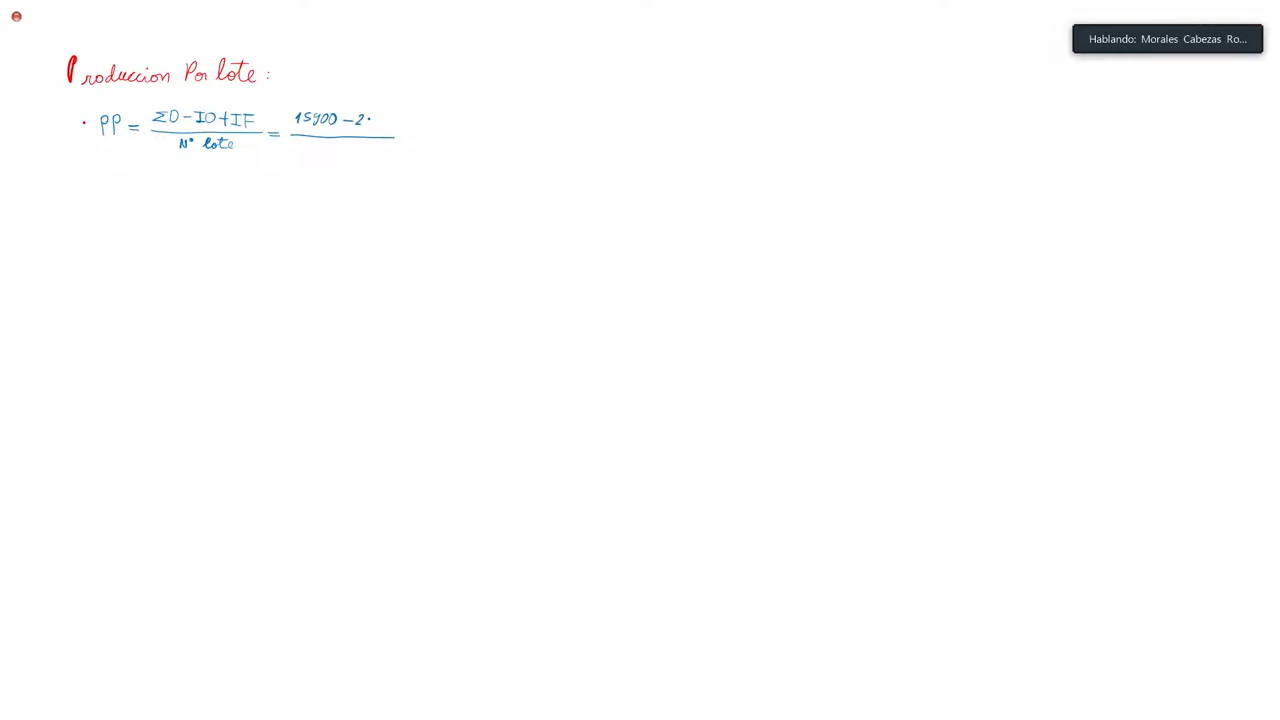 Hablando: Morales Cabezas Ro...
Produccion Por lote:
· PP = ΣD - IO + IF / N° lote = 15900 - 2·